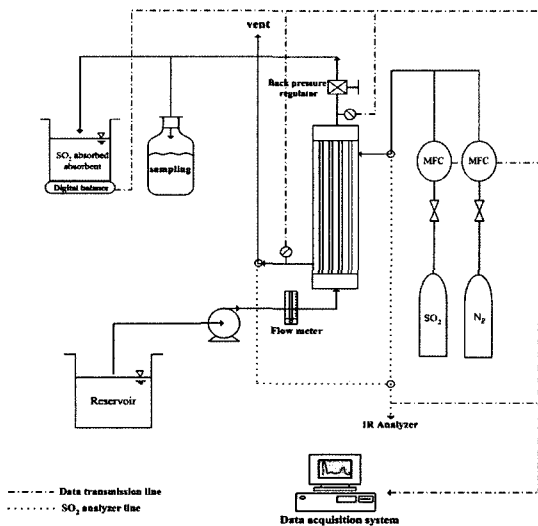 vent
Back pressure
regulator
SO₂ absorbed
absorbent
Digital balance
sampling
MFC
MFC
SO₂
N₂
Flow meter
Reservoir
IR Analyzer
Data transmission line
SO₂ analyzer line
Data acquisition system